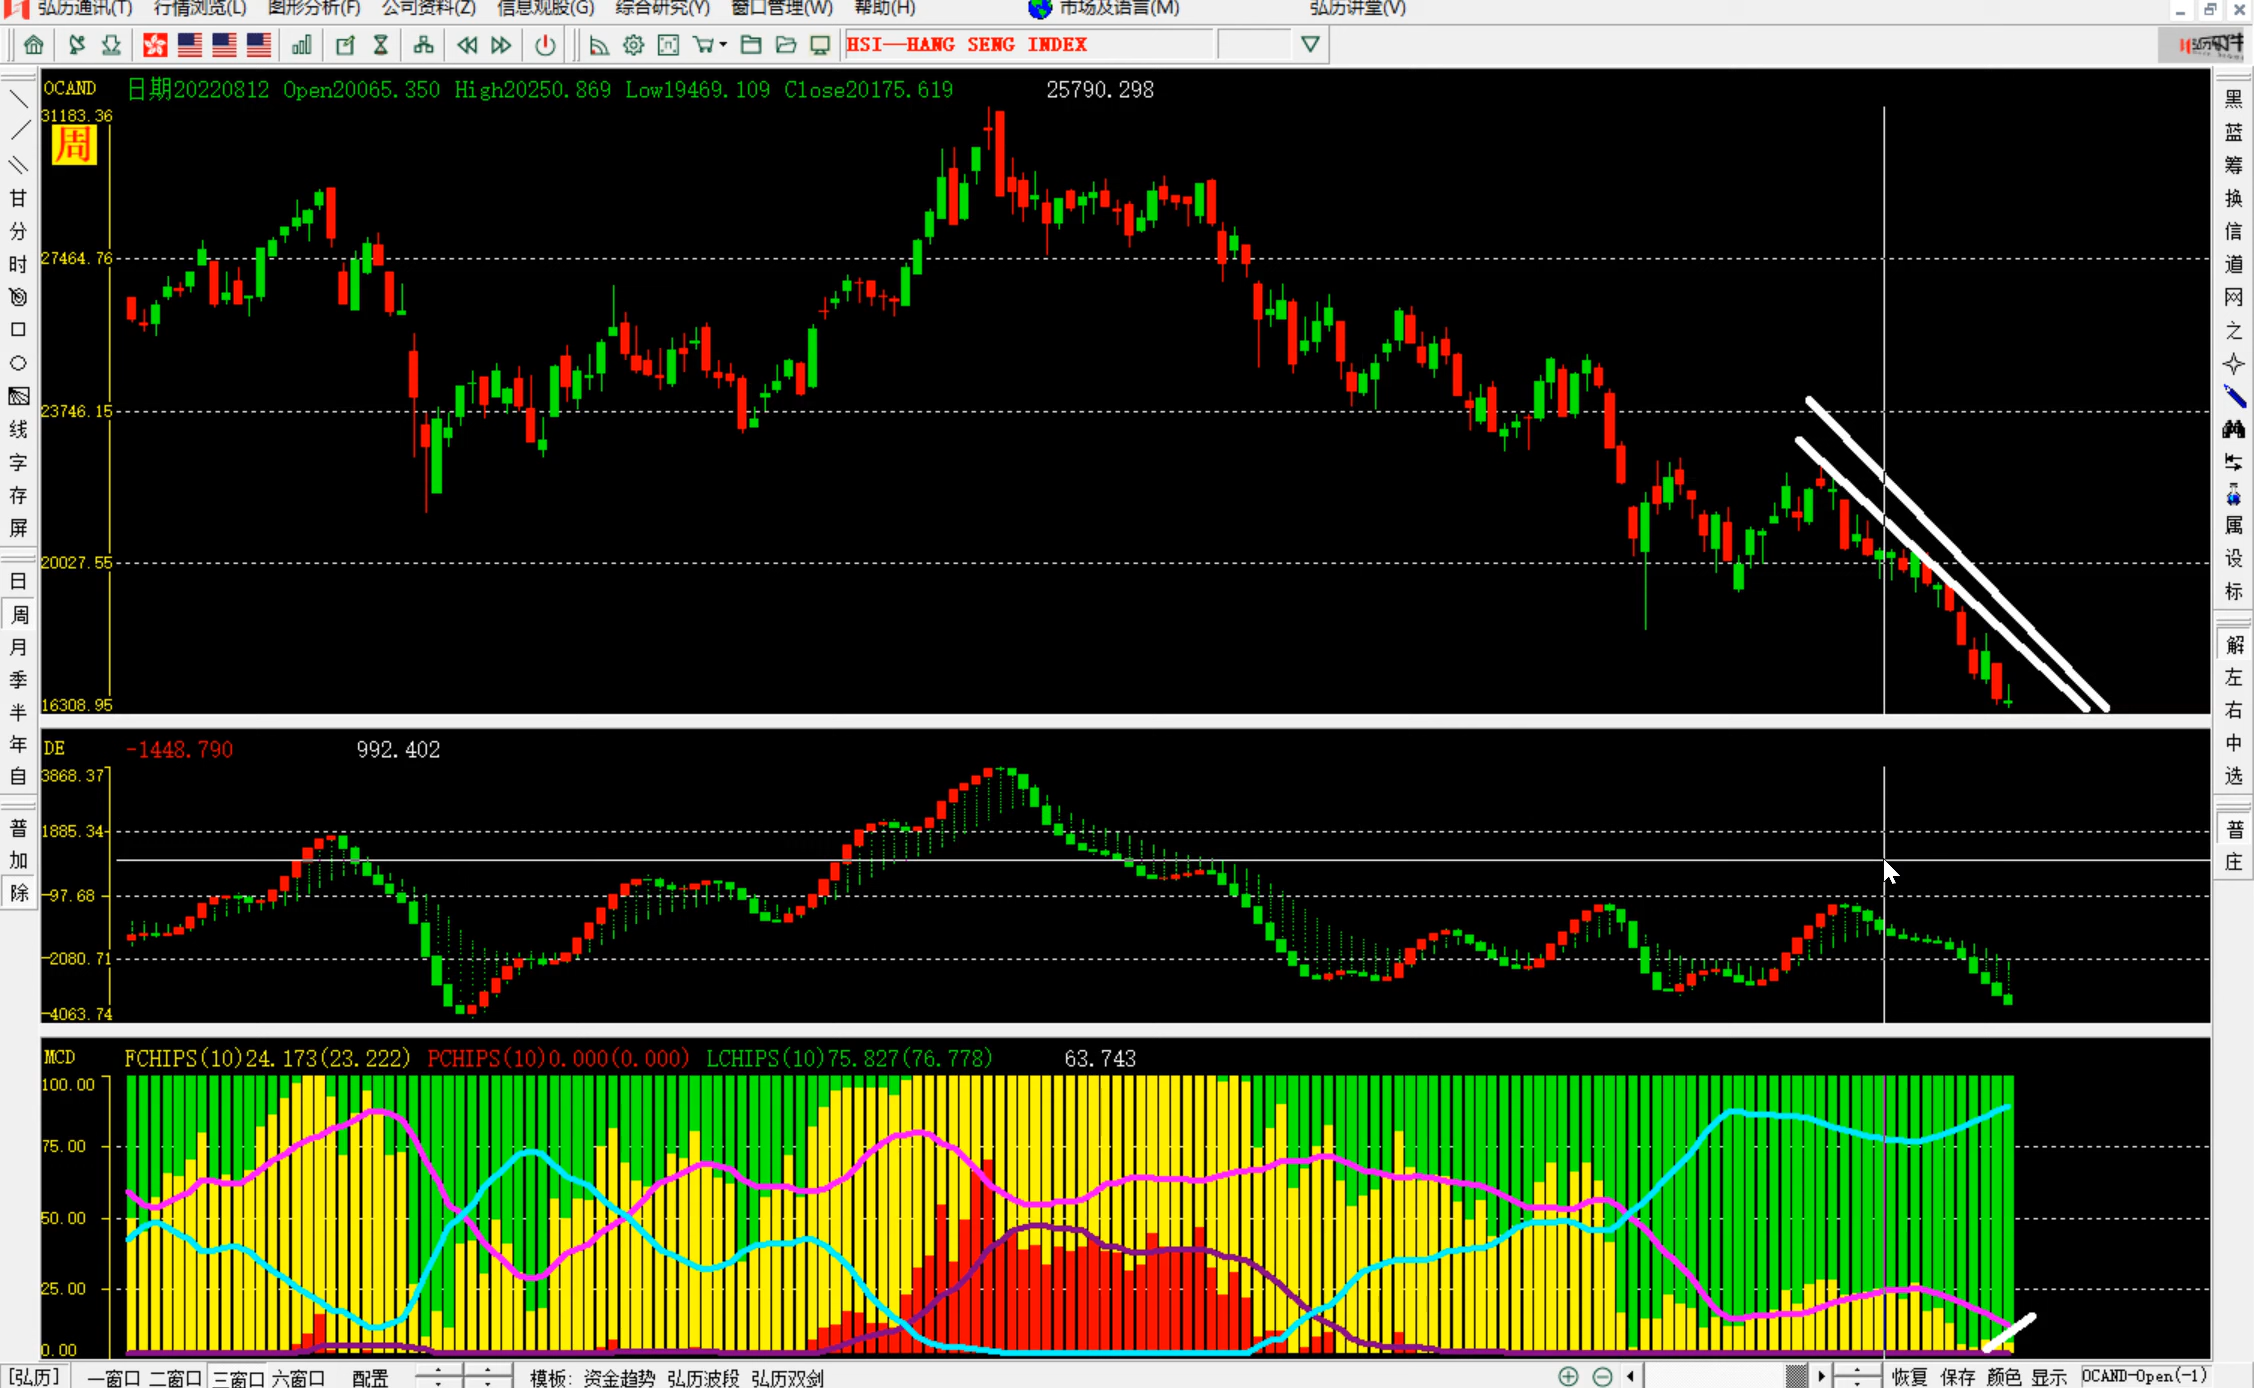 弘历通讯(T) 行情浏览(L) 图形分析(F) 公司资料(Z) 信息观股(G) 综合研究(Y) 窗口管理(W) 帮助(H) 市场及语言(M) 弘历讲堂(V)
HSI—HANG SENG INDEX
OCAND 日期20220812 Open20065.350 High20250.869 Low19469.109 Close20175.619 25790.298
31183.36
周
27464.76
23746.15
20027.55
16308.95
DE -1448.790 992.402
3868.37
1885.34
-97.68
-2080.71
-4063.74
MCD FCHIPS(10)24.173(23.222) PCHIPS(10)0.000(0.000) LCHIPS(10)75.827(76.778) 63.743
100.00
75.00
50.00
25.00
0.00
甘
分
时
线
字
存
屏
日
周
月
季
半
年
自
普
加
除
黑
蓝
筹
换
信
道
网
之
属
设
标
解
左
右
中
选
普
庄
[弘历] 一窗口 二窗口 三窗口 六窗口 配置 模板: 资金趋势 弘历波段 弘历双剑 恢复 保存 颜色 显示 OCAND-Open(-1)